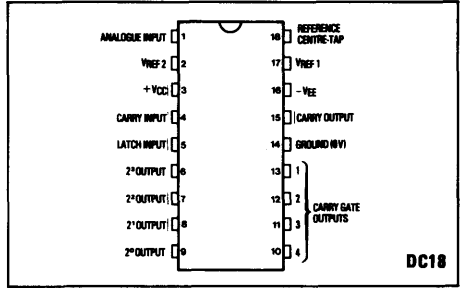 ANALOGUE INPUT 1
VREF 2 2
+VCC 3
CARRY INPUT 4
LATCH INPUT 5
2³ OUTPUT 6
2² OUTPUT 7
2¹ OUTPUT 8
2⁰ OUTPUT 9
18 REFERENCE
CENTRE-TAP
17 VREF 1
16 -VEE
15 CARRY OUTPUT
14 GROUND (0V)
13 1
12 2
11 3
10 4
CARRY GATE
OUTPUTS
DC18